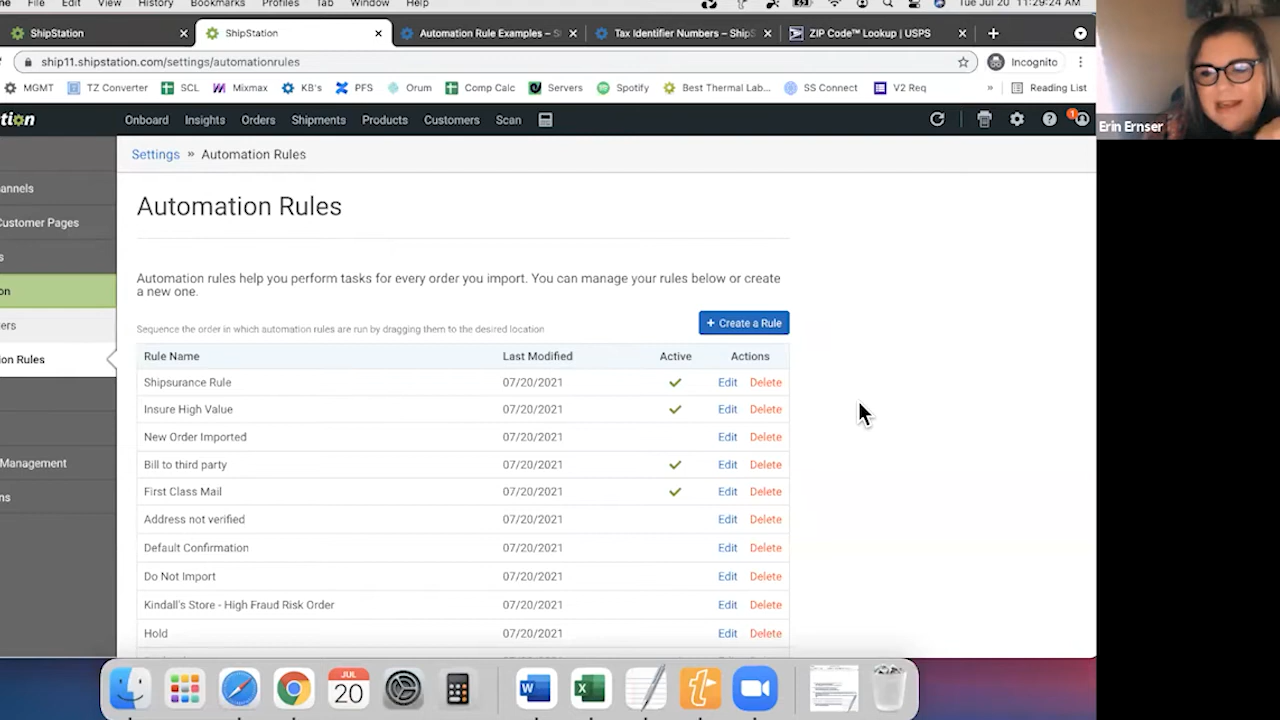 File Edit View History Bookmarks Profiles Tab Window Help Tue Jul 20 11:29:24 AM
ShipStation
ShipStation
Automation Rule Examples – S
Tax Identifier Numbers – ShipS
ZIP Code™ Lookup | USPS
ship11.shipstation.com/settings/automationrules
Incognito
MGMT TZ Converter SCL Mixmax KB's PFS Orum Comp Calc Servers Spotify Best Thermal Lab... SS Connect V2 Req » Reading List
tion Onboard Insights Orders Shipments Products Customers Scan
1
Erin Ernser
Settings » Automation Rules
annels
Customer Pages
s
on
ers
on Rules
Management
ns
Automation Rules
Automation rules help you perform tasks for every order you import. You can manage your rules below or create
a new one.
Sequence the order in which automation rules are run by dragging them to the desired location
+ Create a Rule
Rule Name Last Modified Active Actions
Shipsurance Rule 07/20/2021 Edit Delete
Insure High Value 07/20/2021 Edit Delete
New Order Imported 07/20/2021 Edit Delete
Bill to third party 07/20/2021 Edit Delete
First Class Mail 07/20/2021 Edit Delete
Address not verified 07/20/2021 Edit Delete
Default Confirmation 07/20/2021 Edit Delete
Do Not Import 07/20/2021 Edit Delete
Kindall's Store - High Fraud Risk Order 07/20/2021 Edit Delete
Hold 07/20/2021 Edit Delete
JUL
20